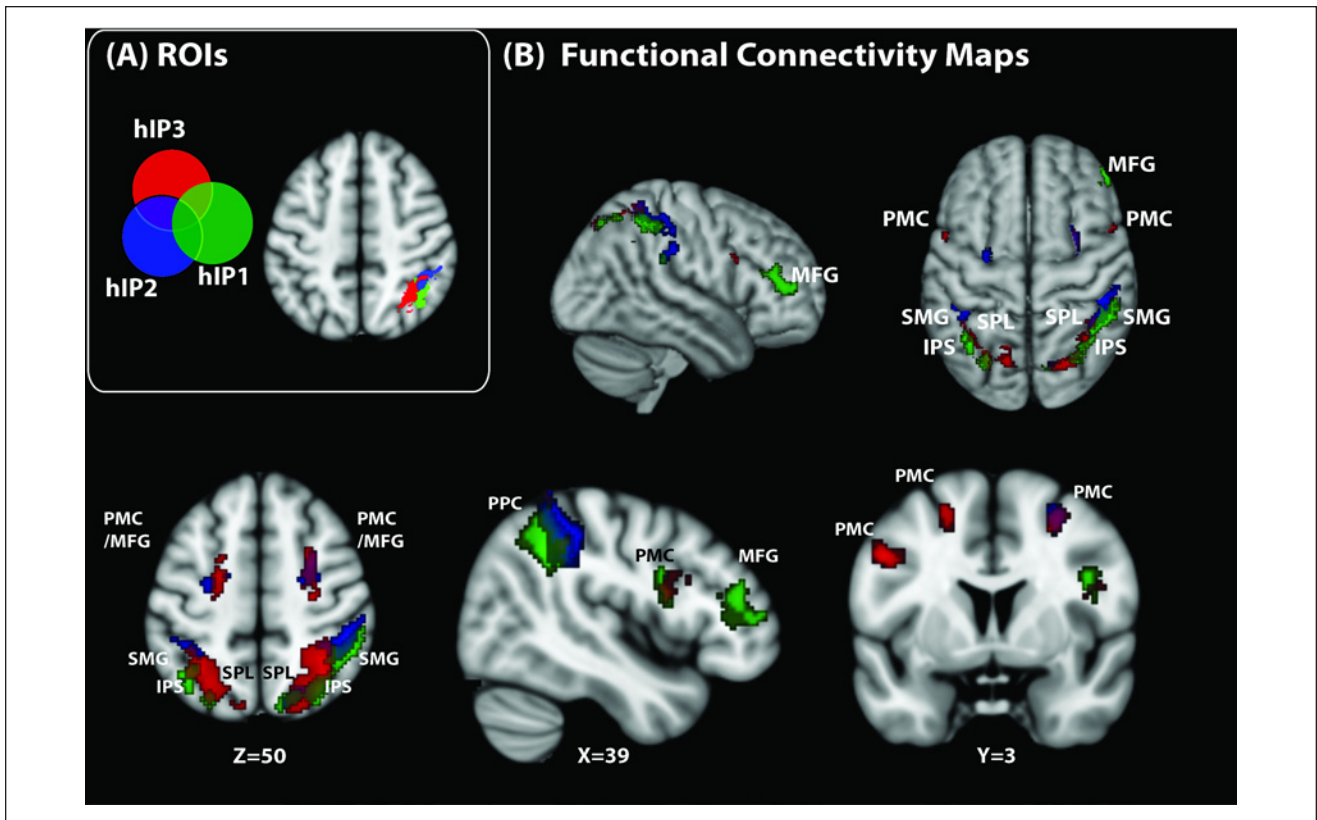 (A) ROIs
hIP3
hIP2
hIP1
(B) Functional Connectivity Maps
MFG
MFG
PMC
PMC
SMG
SPL
SPL
SMG
IPS
IPS
PMC
/MFG
PMC
/MFG
SMG
SPL
SPL
SMG
IPS
IPS
Z=50
PPC
PMC
MFG
X=39
PMC
PMC
PMC
Y=3